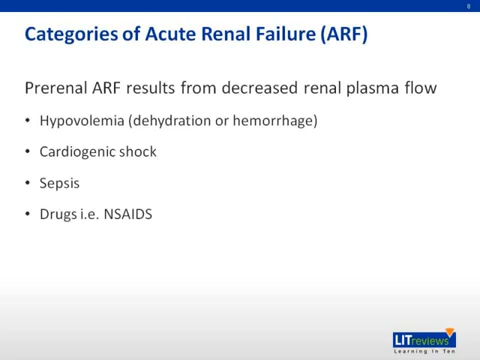 8
Categories of Acute Renal Failure (ARF)
Prerenal ARF results from decreased renal plasma flow
• Hypovolemia (dehydration or hemorrhage)
• Cardiogenic shock
• Sepsis
• Drugs i.e. NSAIDS
LITreviews
Learning In Ten